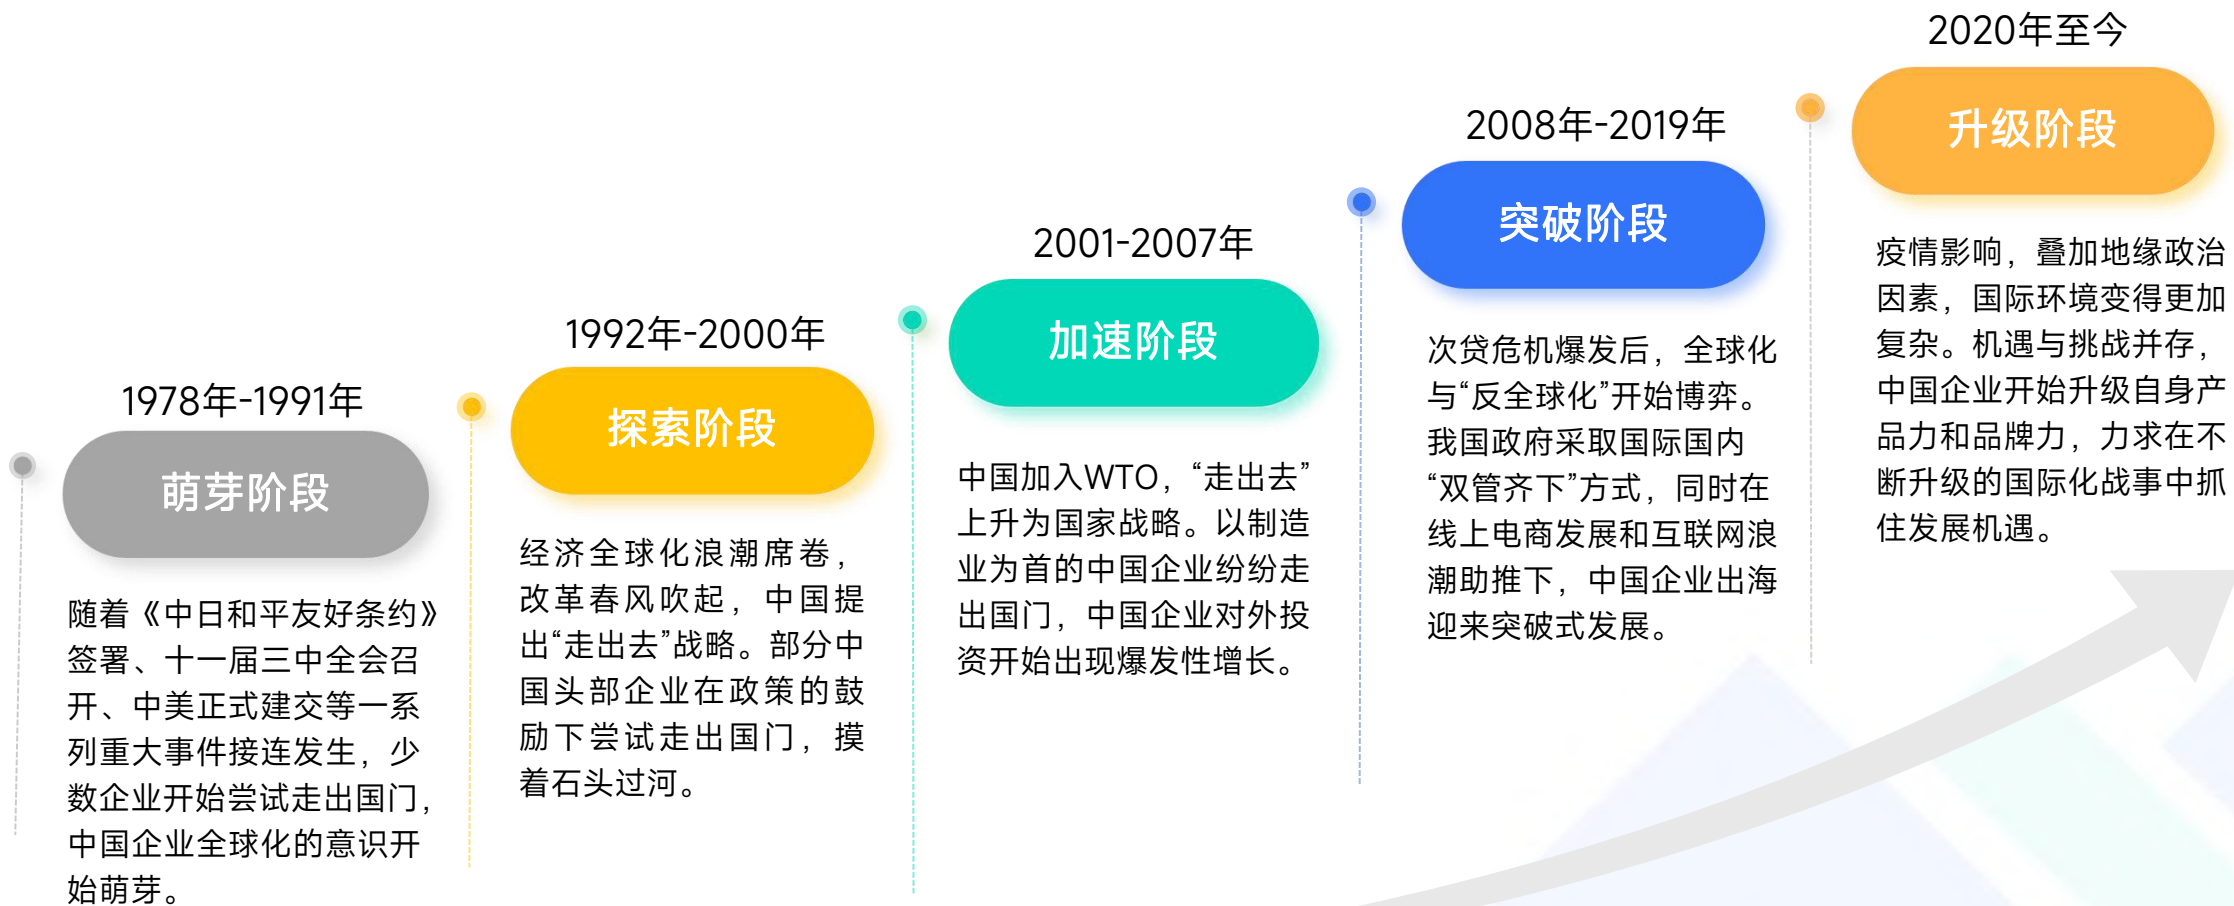 1978年-1991年
萌芽阶段
随着《中日和平友好条约》
签署、十一届三中全会召
开、中美正式建交等一系
列重大事件接连发生，少
数企业开始尝试走出国门，
中国企业全球化的意识开
始萌芽。
1992年-2000年
探索阶段
经济全球化浪潮席卷，
改革春风吹起，中国提
出“走出去”战略。部分中
国头部企业在政策的鼓
励下尝试走出国门，摸
着石头过河。
2001-2007年
加速阶段
中国加入WTO，“走出去”
上升为国家战略。以制造
业为首的中国企业纷纷走
出国门，中国企业对外投
资开始出现爆发性增长。
2008年-2019年
突破阶段
次贷危机爆发后，全球化
与“反全球化”开始博弈。
我国政府采取国际国内
“双管齐下”方式，同时在
线上电商发展和互联网浪
潮助推下，中国企业出海
迎来突破式发展。
2020年至今
升级阶段
疫情影响，叠加地缘政治
因素，国际环境变得更加
复杂。机遇与挑战并存，
中国企业开始升级自身产
品力和品牌力，力求在不
断升级的国际化战事中抓
住发展机遇。